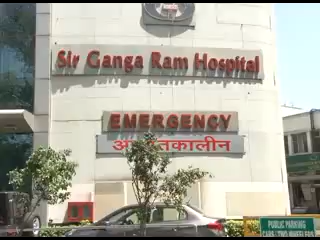 Sir Ganga Ram Hospital
EMERGENCY
आपातकालीन
PUBLIC PARKING